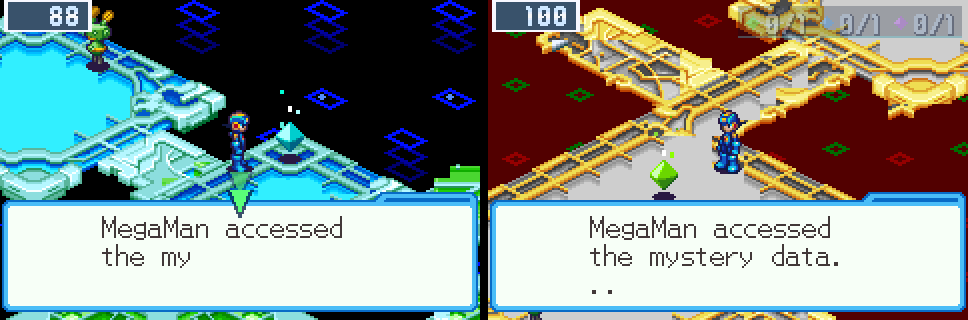 88
MegaMan accessed
the my
100
0/1 0/1 0/1
MegaMan accessed
the mystery data.
..